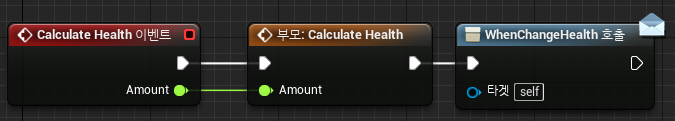 Calculate Health 이벤트
Amount
부모: Calculate Health
Amount
WhenChangeHealth 호출
타겟 self